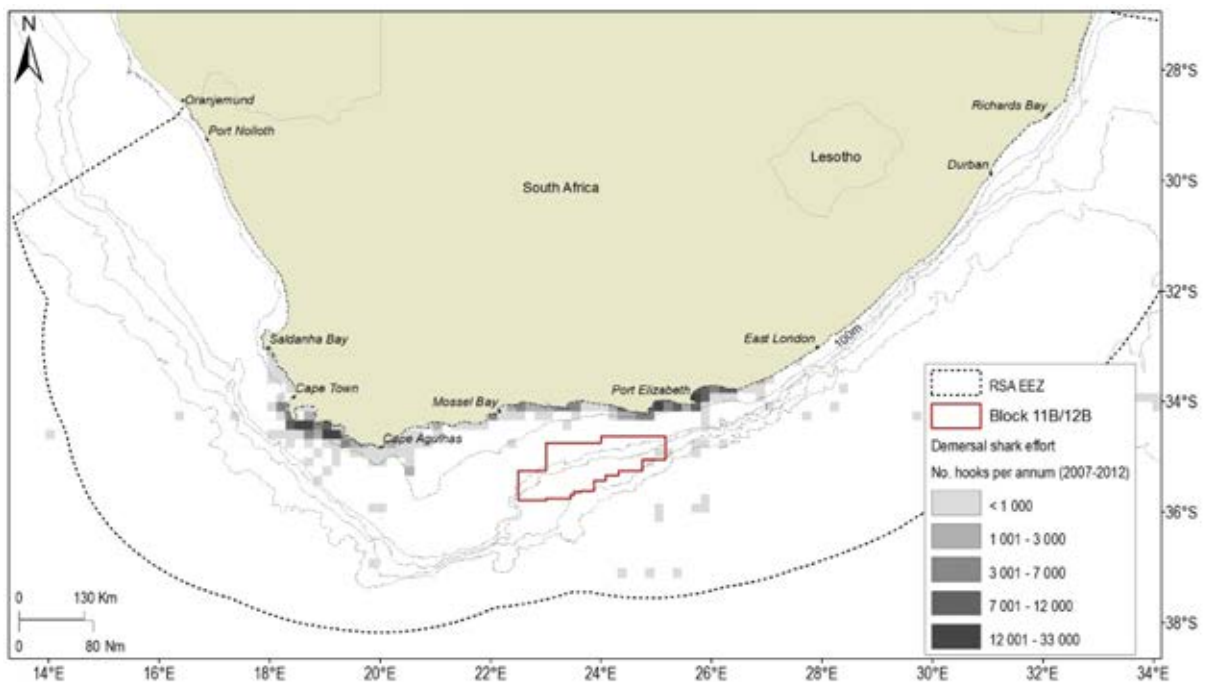 N
Oranjemund
Port Nolloth
Richards Bay
Lesotho
Durban
South Africa
Saldanha Bay
East London
100m
Cape Town
Port Elizabeth
Mossel Bay
Cape Agulhas
28°S
30°S
32°S
34°S
36°S
38°S
RSA EEZ
Block 11B/12B
Demersal shark effort
No. hooks per annum (2007-2012)
< 1 000
1 001 - 3 000
3 001 - 7 000
7 001 - 12 000
12 001 - 33 000
0 130 Km
0 80 Nm
14°E 16°E 18°E 20°E 22°E 24°E 26°E 28°E 30°E 32°E 34°E